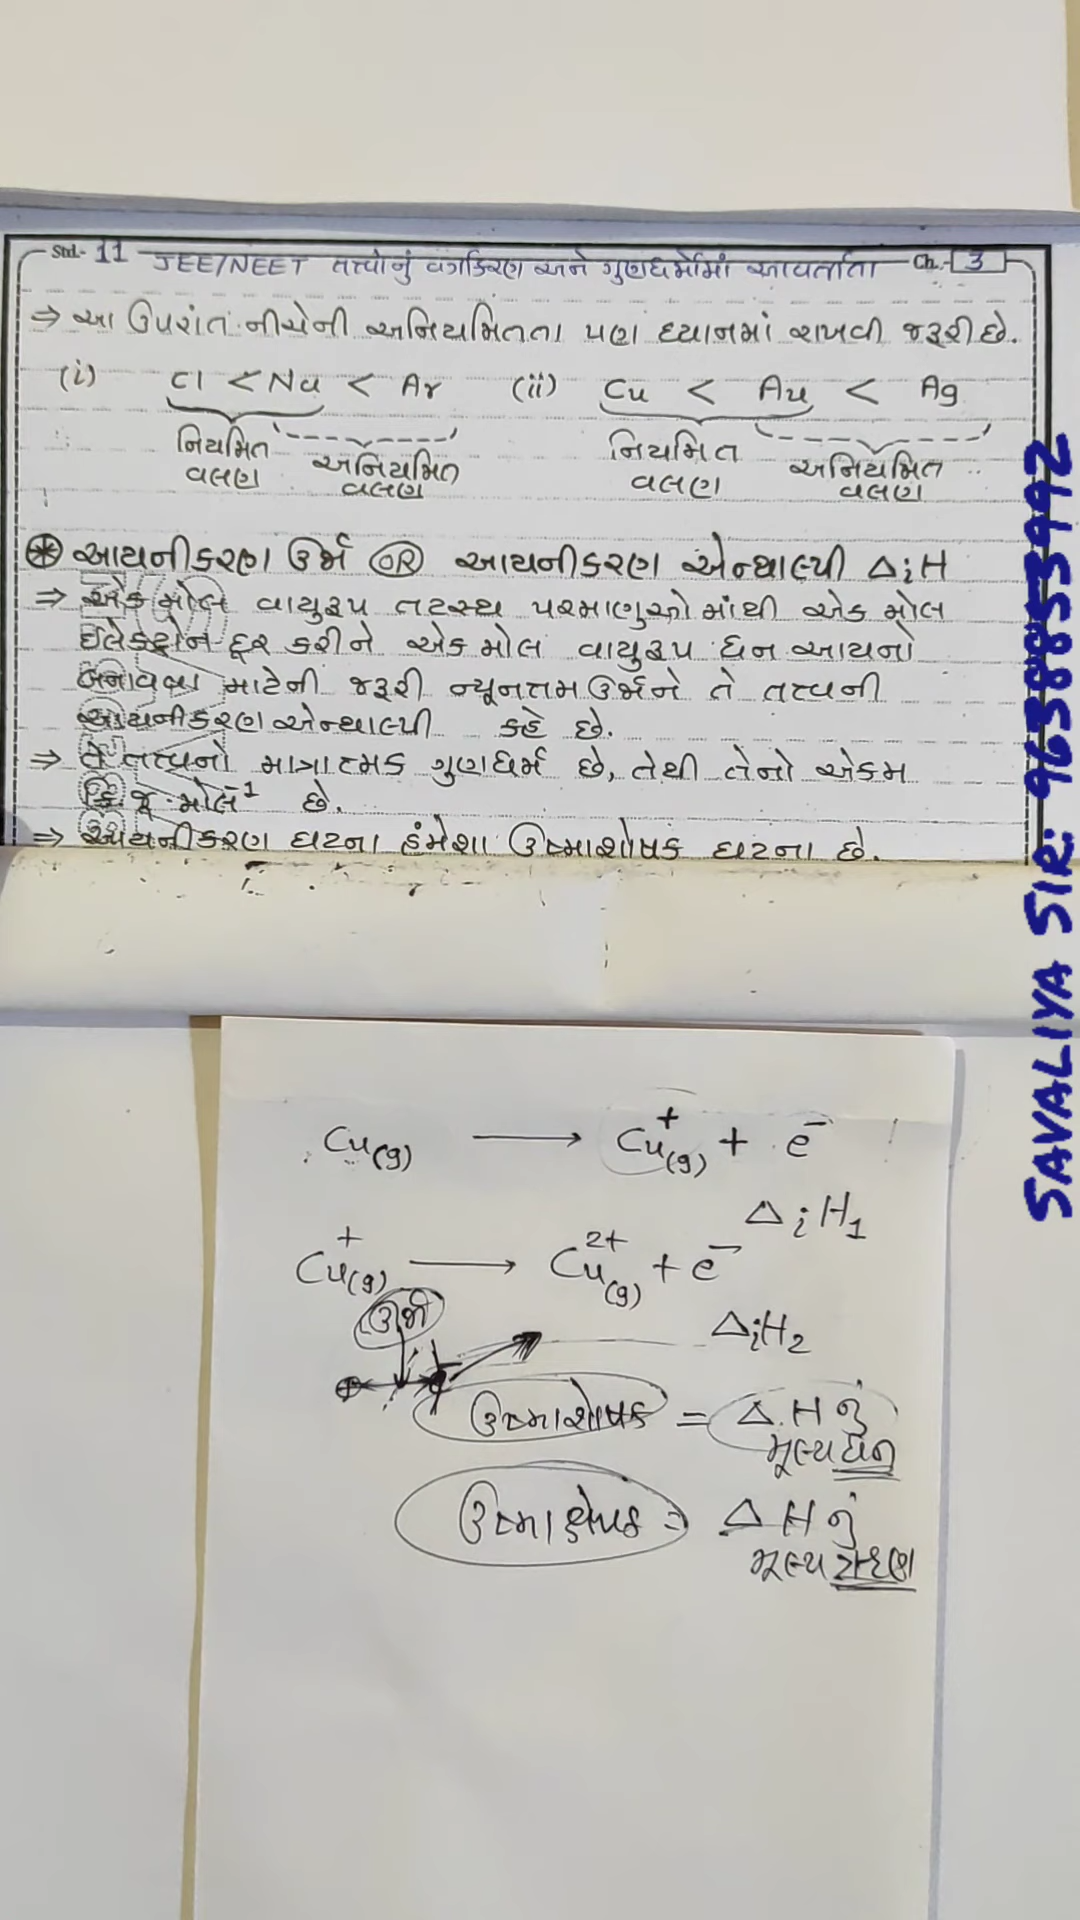 Std.- 11 JEE/NEET તત્ત્વોનું વર્ગીકરણ અને ગુણધર્મોમાં આવર્તીતા Ch.- 3
⇒ આ ઉપરાંત નીચેની અનિયમિતતા પણ ધ્યાનમાં રાખવી જરૂરી છે.
(i) Cl < Na < Ar (ii) Cu < Au < Ag
નિયમિત વલણ અનિયમિત વલણ નિયમિત વલણ અનિયમિત વલણ
⊛ આયનીકરણ ઉર્જા OR આયનીકરણ એન્થાલ્પી ΔiH
⇒ એક મોલ વાયુરૂપ તટસ્થ પરમાણુઓમાંથી એક મોલ
ઇલેક્ટ્રોન દૂર કરીને એક મોલ વાયુરૂપ ધન આયનો
બનાવવા માટેની જરૂરી ન્યૂનત્તમ ઉર્જાને તે તત્ત્વની
આયનીકરણ એન્થાલ્પી કહે છે.
⇒ તે તત્ત્વનો માત્રાત્મક ગુણધર્મ છે, તેથી તેનો એકમ
કિ.જૂ.મોલ⁻¹ છે.
⇒ આયનીકરણ ઘટના હંમેશા ઉષ્માશોષક ઘટના છે.
SAVALIYA SIR: 9638853992
Cu(g) ⟶ Cu⁺(g) + e⁻
ΔiH1
Cu⁺(g) ⟶ Cu²⁺(g) + e⁻
ઉર્જા
ΔiH2
ઉષ્માશોષક = ΔH નું
મૂલ્ય ધન
ઉષ્માક્ષેપક = ΔH નું
મૂલ્ય ઋણ